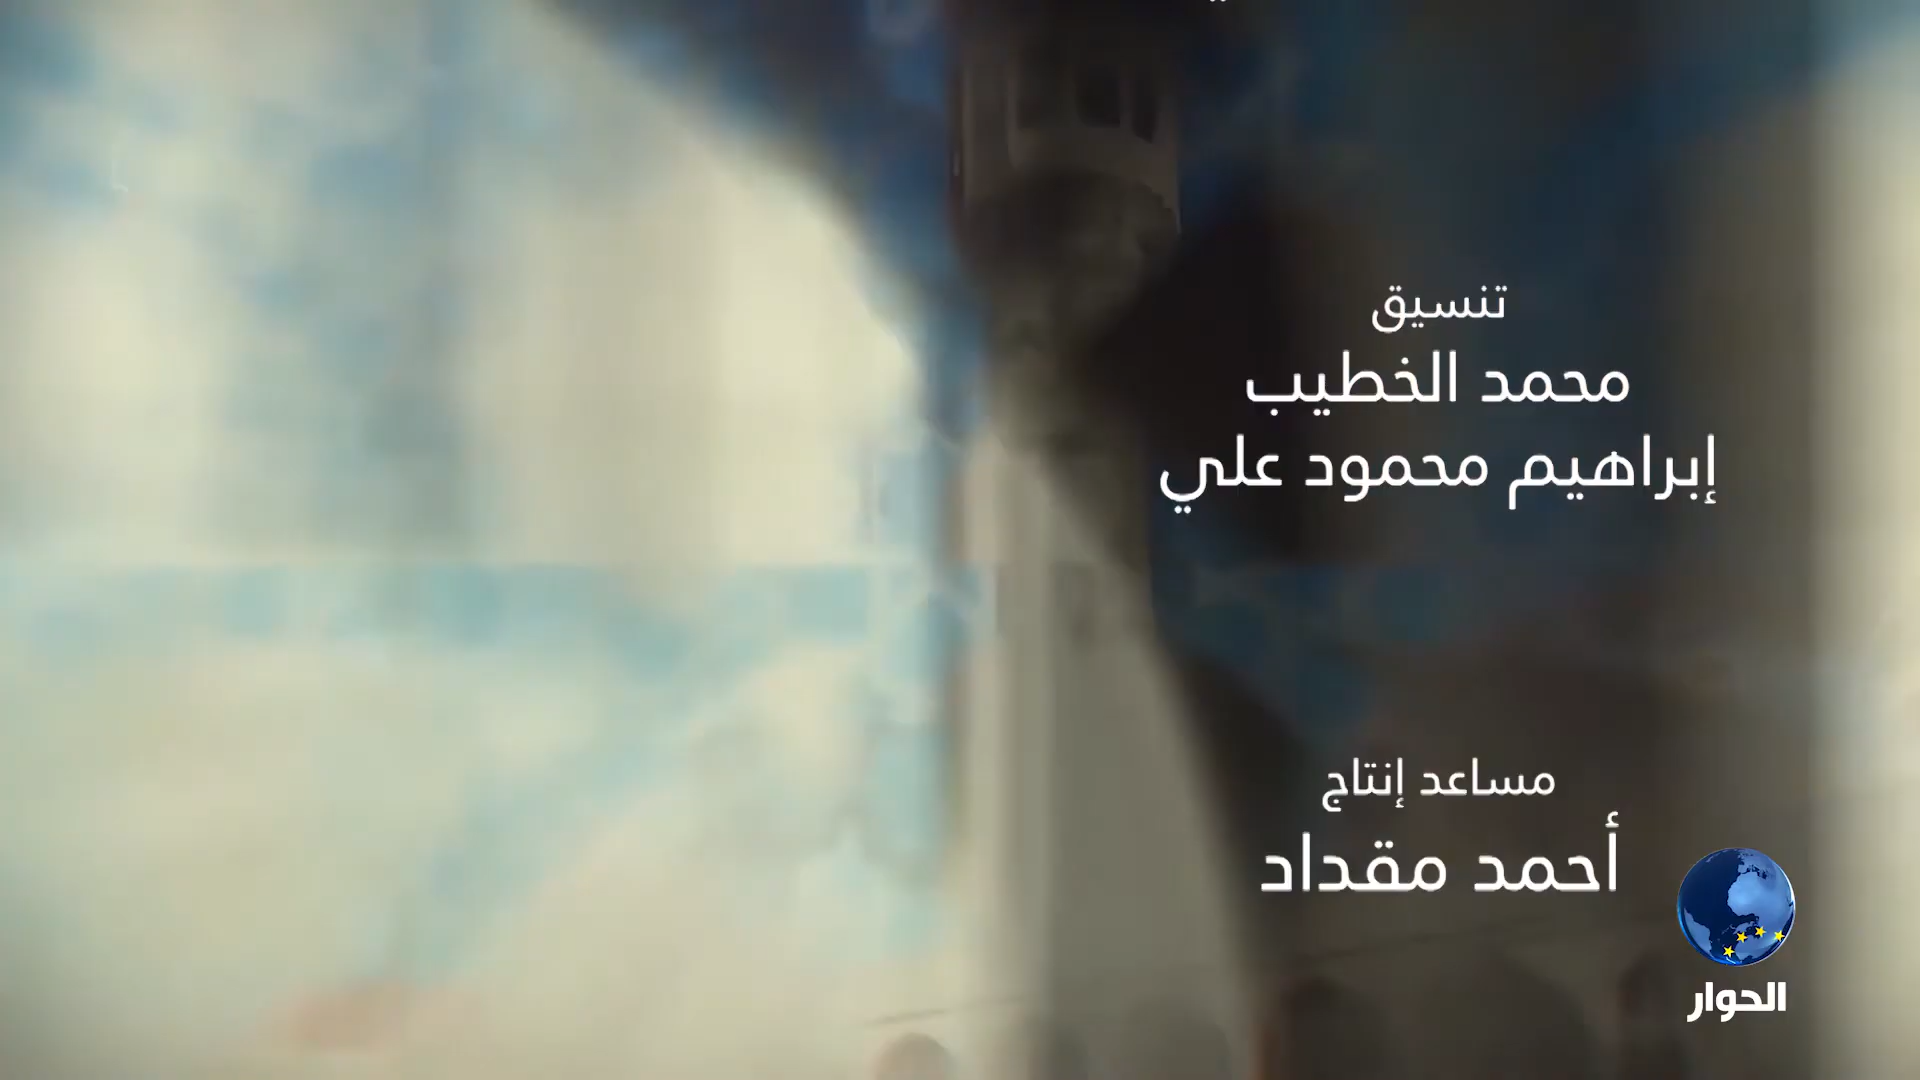 تنسيق
محمد الخطيب
إبراهيم محمود علي
مساعد إنتاج
أحمد مقداد
الحوار